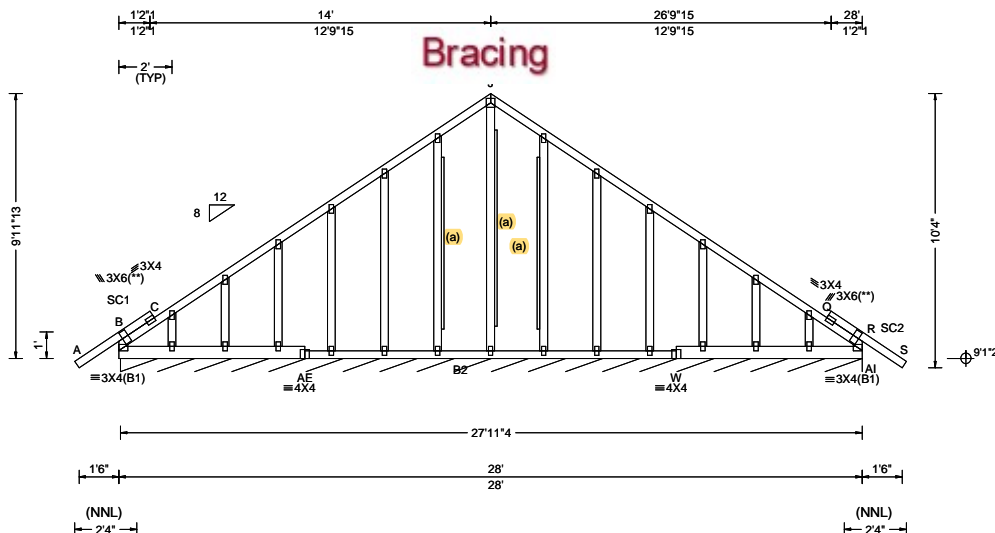 1'2"1 14' 26'9"15 28'
1'2"1 12'9"15 12'9"15 1'2"1
Bracing
2'
(TYP)
12
8
(a)
(a)
(a)
9'11"13
10'4"
1'
3X4
3X6(**)
SC1
C
B
A
3X4
3X6(**)
Q
R SC2
S
AI
9'1"2
≡3X4(B1)
AE
≡4X4
B2
W
≡4X4
≡3X4(B1)
27'11"4
1'6" 28' 1'6"
28'
(NNL) (NNL)
2'4" 2'4"